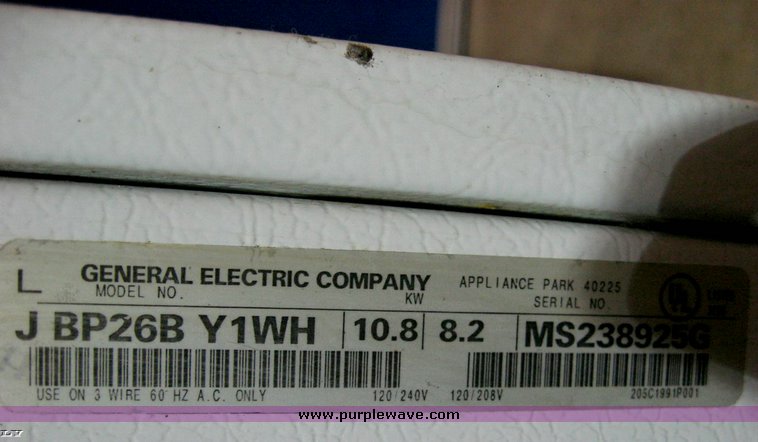 L GENERAL ELECTRIC COMPANY APPLIANCE PARK 40225
MODEL NO. KW SERIAL NO.
J BP26B Y1WH 10.8 8.2 MS238925G
USE ON 3 WIRE 60 HZ A.C. ONLY 120/240V 120/208V 205C1991P001
www.purplewave.com